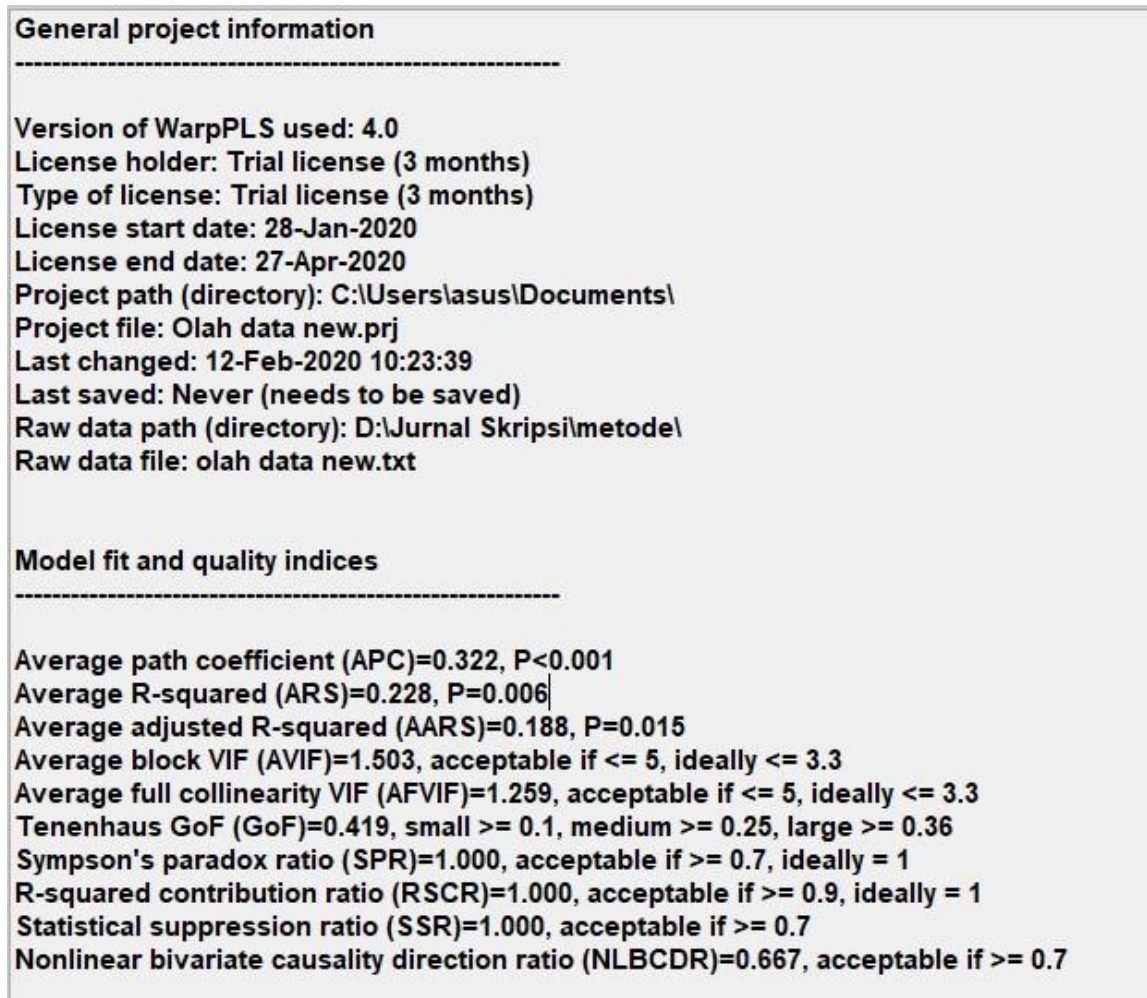 General project information
-----------------------------------------------------------
Version of WarpPLS used: 4.0
License holder: Trial license (3 months)
Type of license: Trial license (3 months)
License start date: 28-Jan-2020
License end date: 27-Apr-2020
Project path (directory): C:\Users\asus\Documents\
Project file: Olah data new.prj
Last changed: 12-Feb-2020 10:23:39
Last saved: Never (needs to be saved)
Raw data path (directory): D:\Jurnal Skripsi\metode\
Raw data file: olah data new.txt
Model fit and quality indices
-----------------------------------------------------------
Average path coefficient (APC)=0.322, P<0.001
Average R-squared (ARS)=0.228, P=0.006
Average adjusted R-squared (AARS)=0.188, P=0.015
Average block VIF (AVIF)=1.503, acceptable if <= 5, ideally <= 3.3
Average full collinearity VIF (AFVIF)=1.259, acceptable if <= 5, ideally <= 3.3
Tenenhaus GoF (GoF)=0.419, small >= 0.1, medium >= 0.25, large >= 0.36
Sympson's paradox ratio (SPR)=1.000, acceptable if >= 0.7, ideally = 1
R-squared contribution ratio (RSCR)=1.000, acceptable if >= 0.9, ideally = 1
Statistical suppression ratio (SSR)=1.000, acceptable if >= 0.7
Nonlinear bivariate causality direction ratio (NLBCDR)=0.667, acceptable if >= 0.7